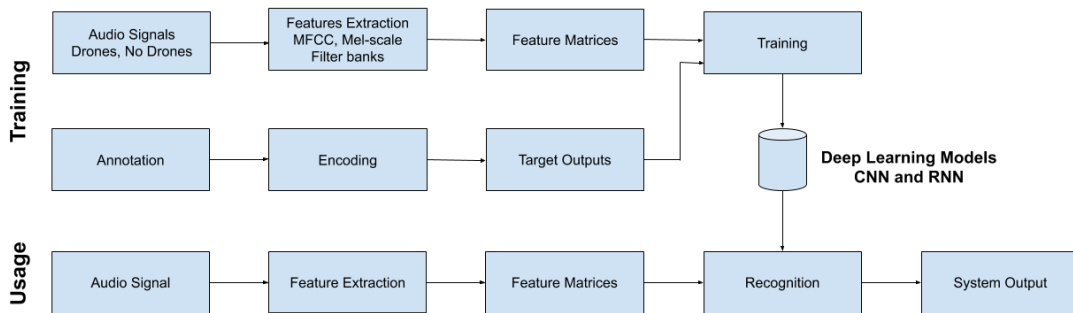 Training
Audio Signals
Drones, No Drones
Features Extraction
MFCC, Mel-scale
Filter banks
Feature Matrices
Training
Annotation
Encoding
Target Outputs
Deep Learning Models
CNN and RNN
Usage
Audio Signal
Feature Extraction
Feature Matrices
Recognition
System Output